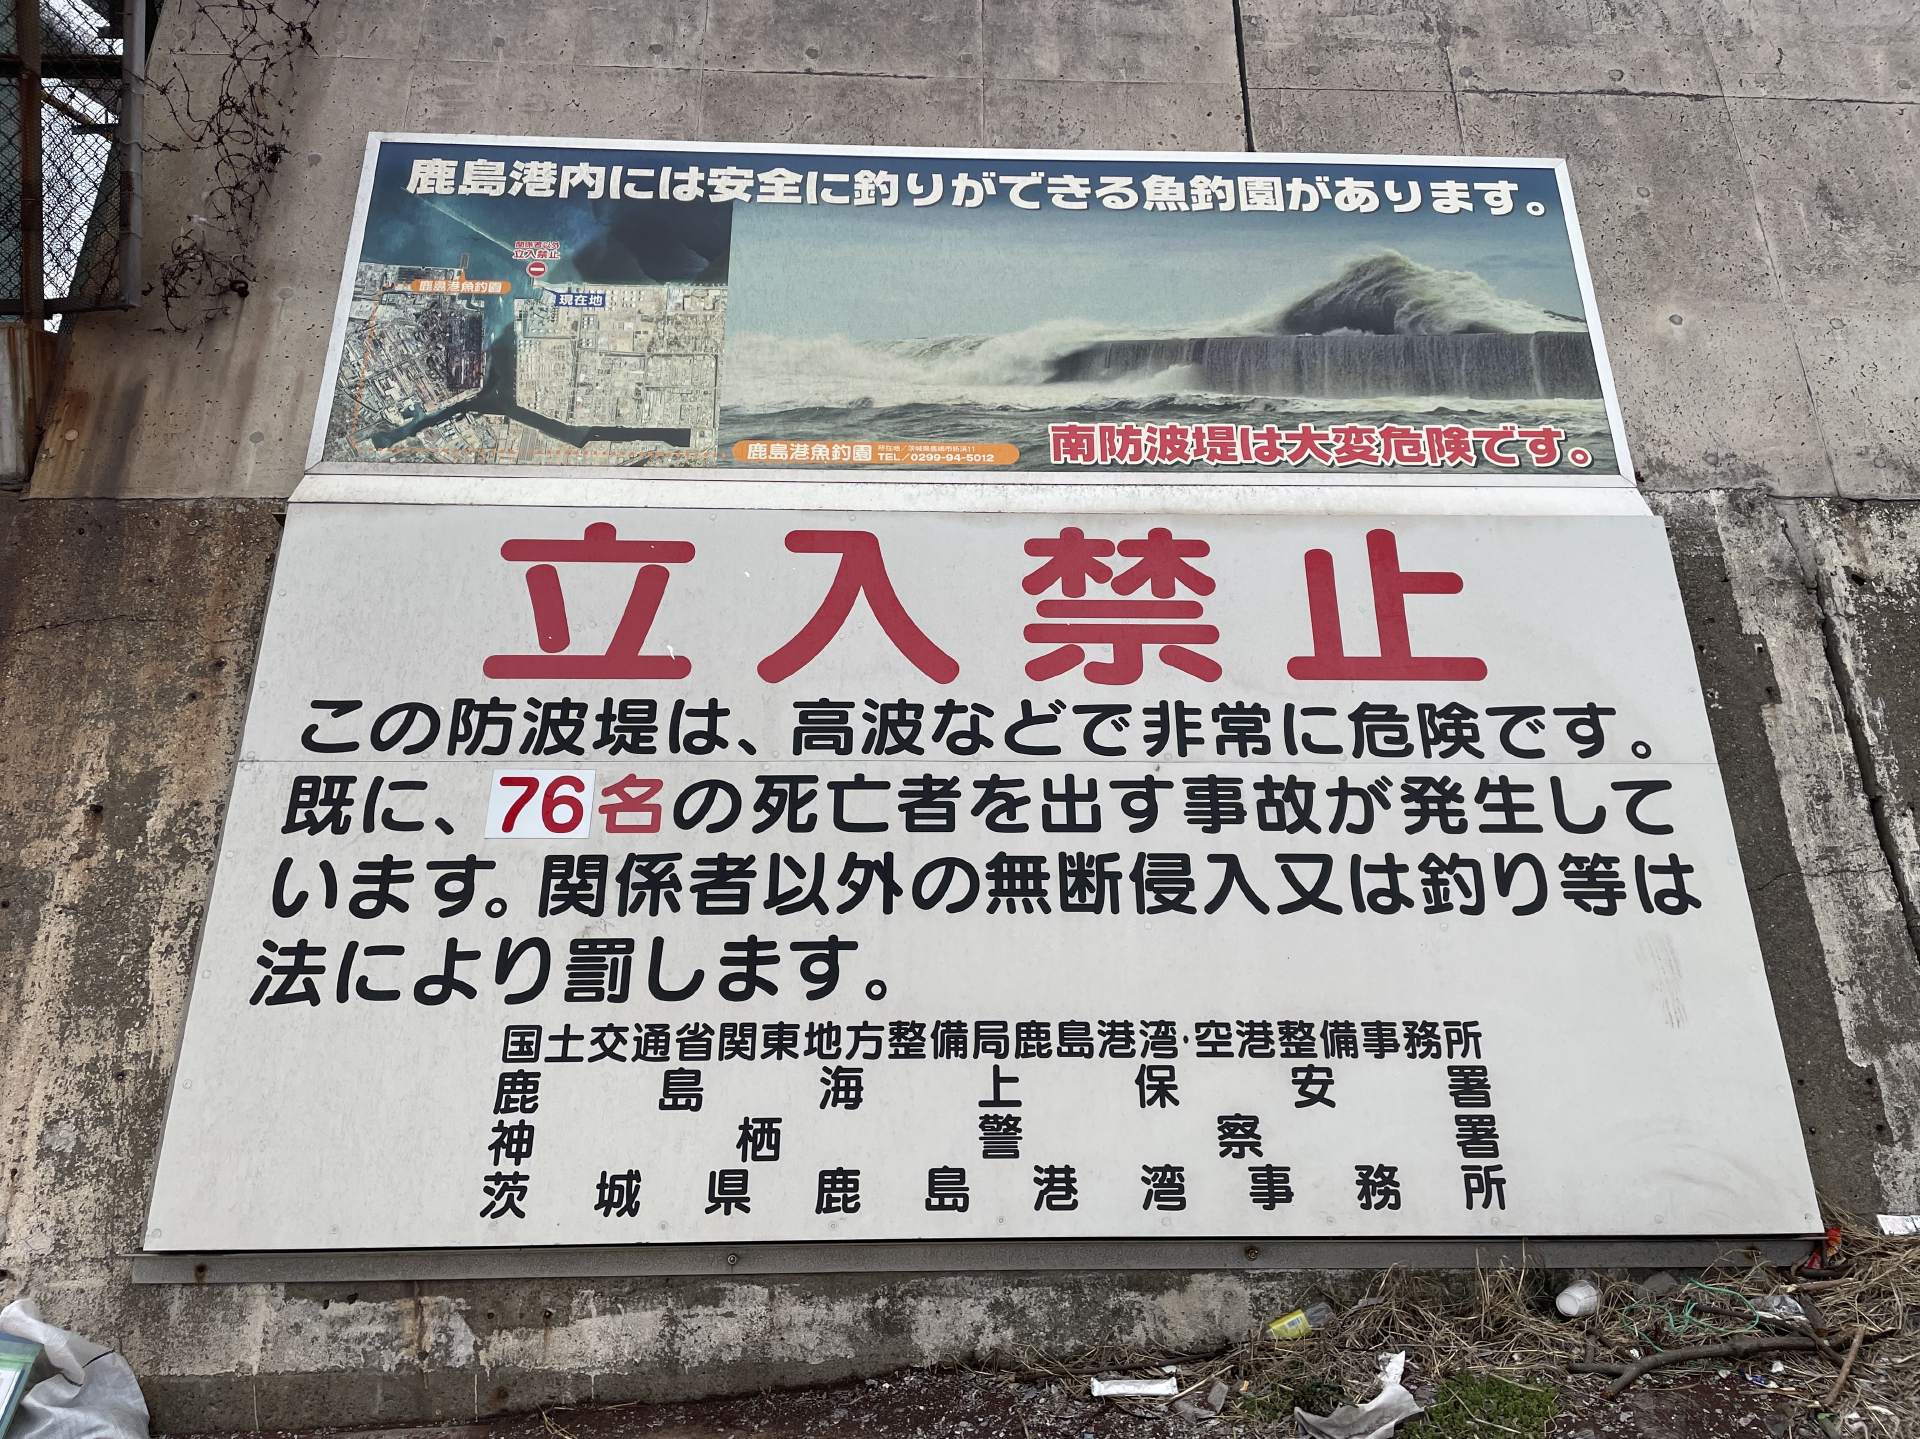 鹿島港内には安全に釣りができる魚釣園があります。
関係者以外
立入禁止
鹿島港魚釣園
現在地
鹿島港魚釣園
TEL/0299-94-5012
南防波堤は大変危険です。
立入禁止
この防波堤は、高波などで非常に危険です。
既に、76名の死亡者を出す事故が発生して
います。関係者以外の無断侵入又は釣り等は
法により罰します。
国土交通省関東地方整備局鹿島港湾・空港整備事務所
鹿島海上保安署
神栖警察署
茨城県鹿島港湾事務所